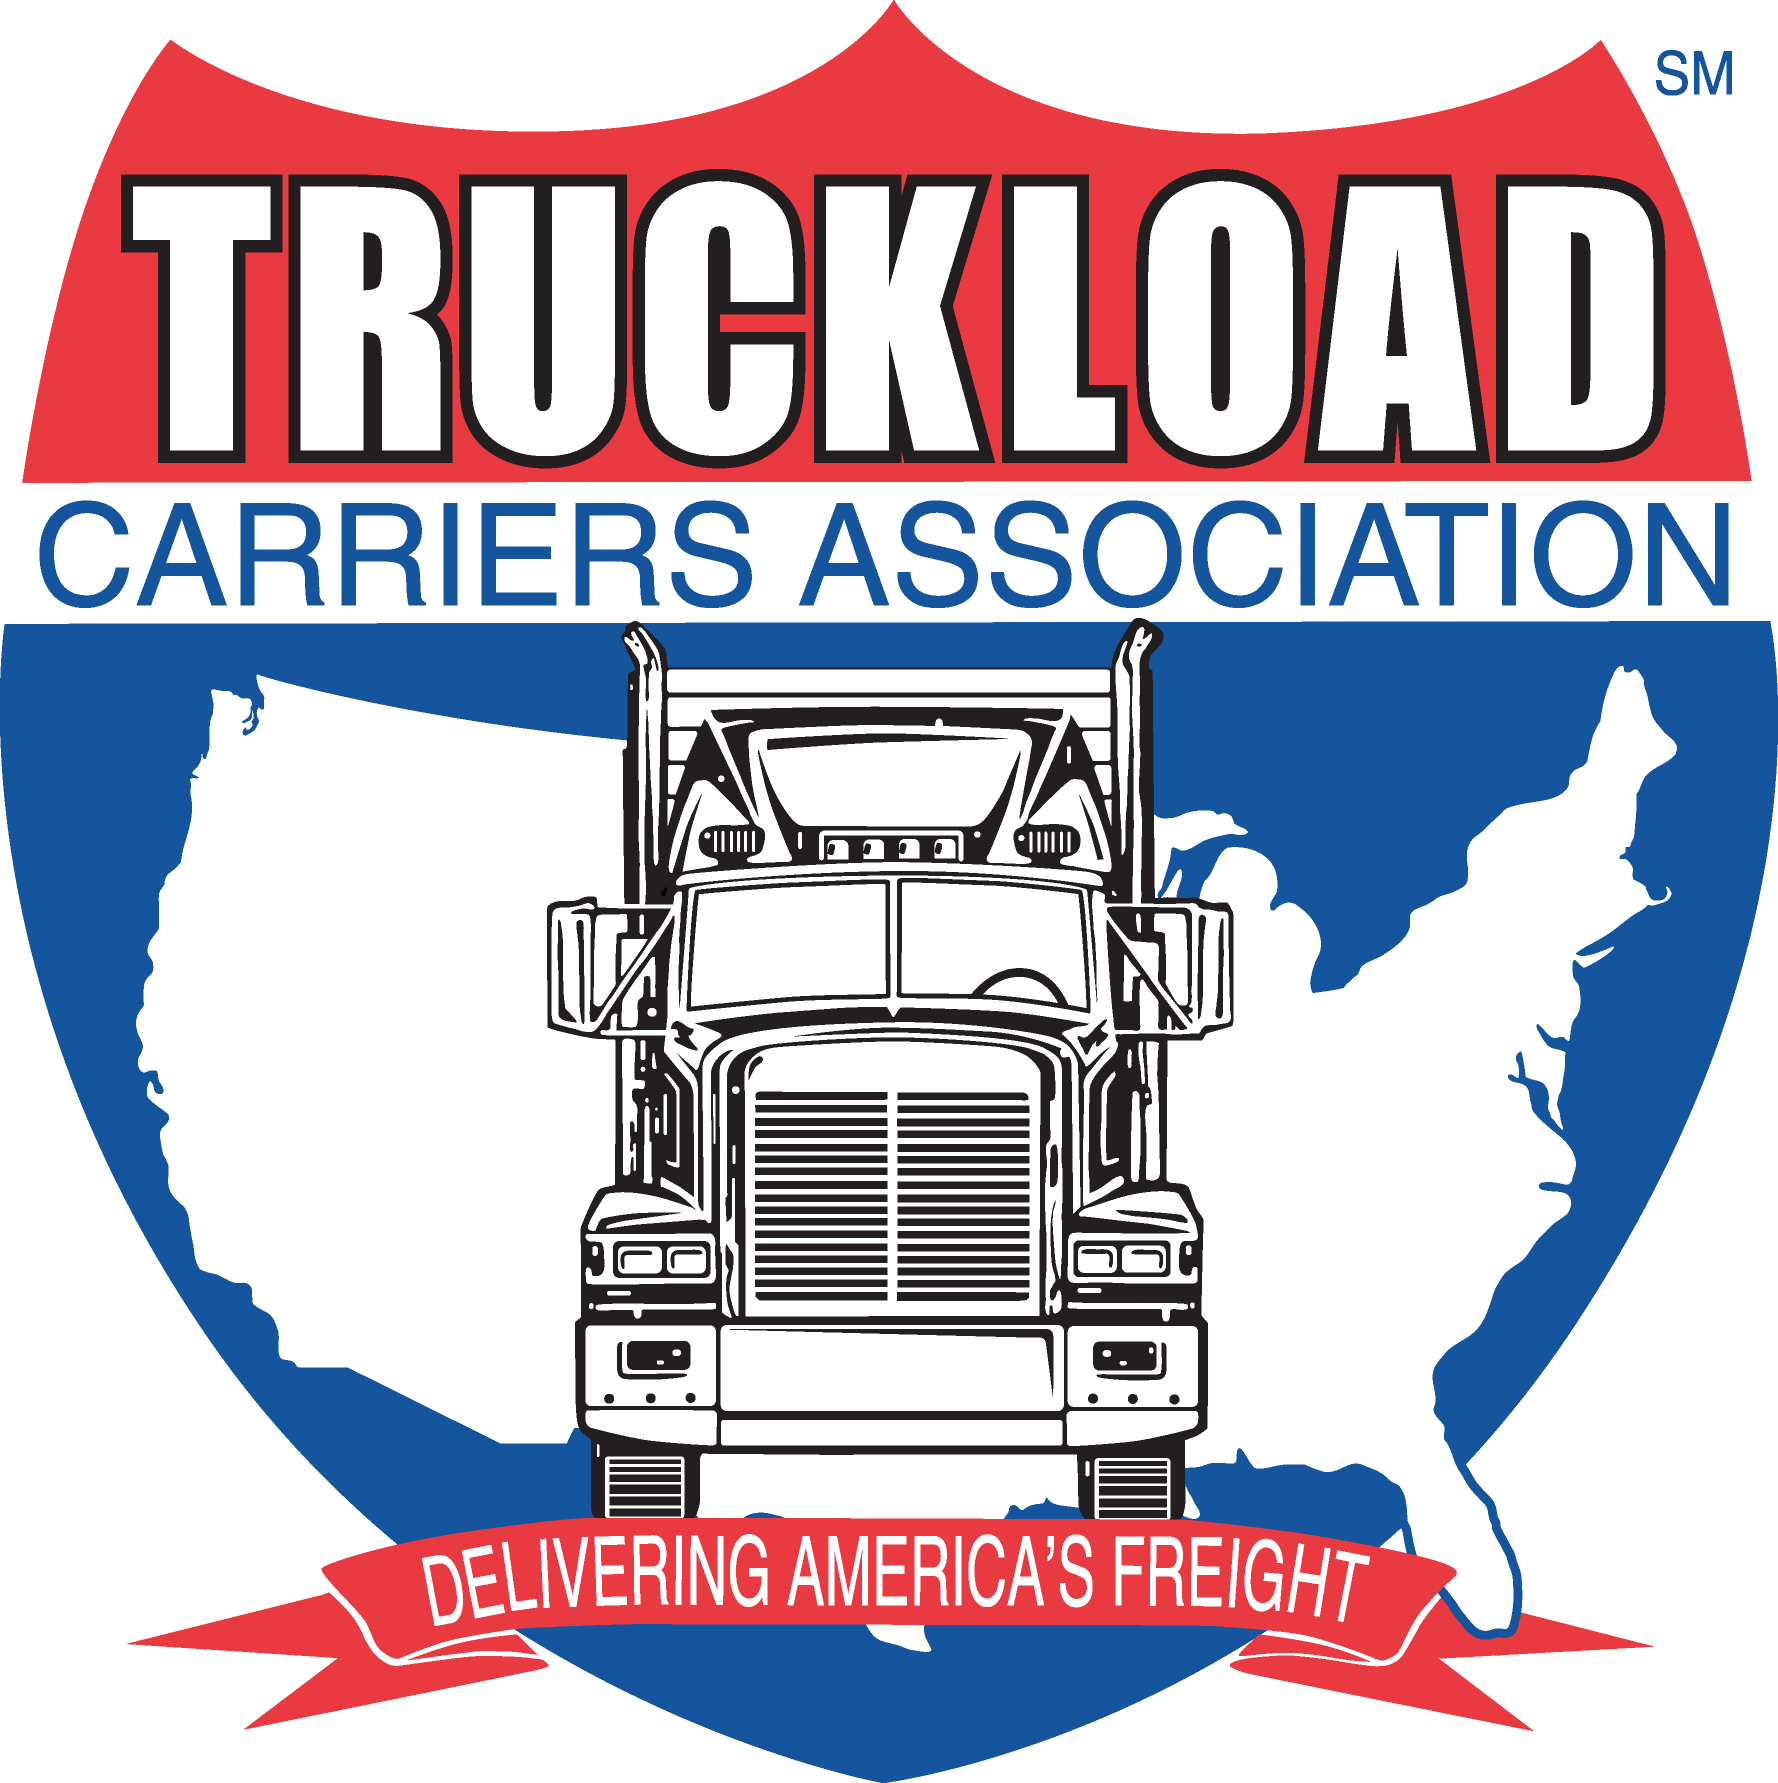 SM
TRUCKLOAD
CARRIERS ASSOCIATION
DELIVERING AMERICA'S FREIGHT